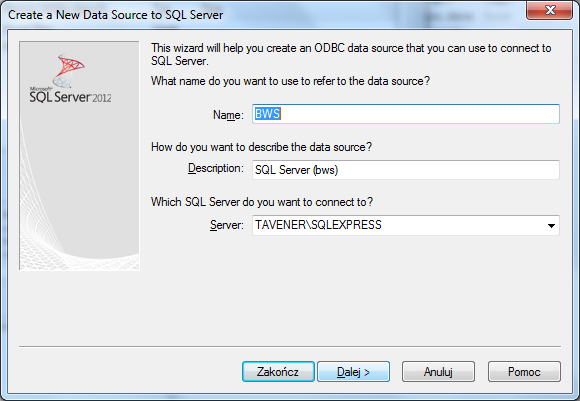 Create a New Data Source to SQL Server
Microsoft
SQL Server 2012
This wizard will help you create an ODBC data source that you can use to connect to
SQL Server.
What name do you want to use to refer to the data source?
Name: BWS
How do you want to describe the data source?
Description: SQL Server (bws)
Which SQL Server do you want to connect to?
Server: TAVENER\SQLEXPRESS
Zakończ Dalej > Anuluj Pomoc